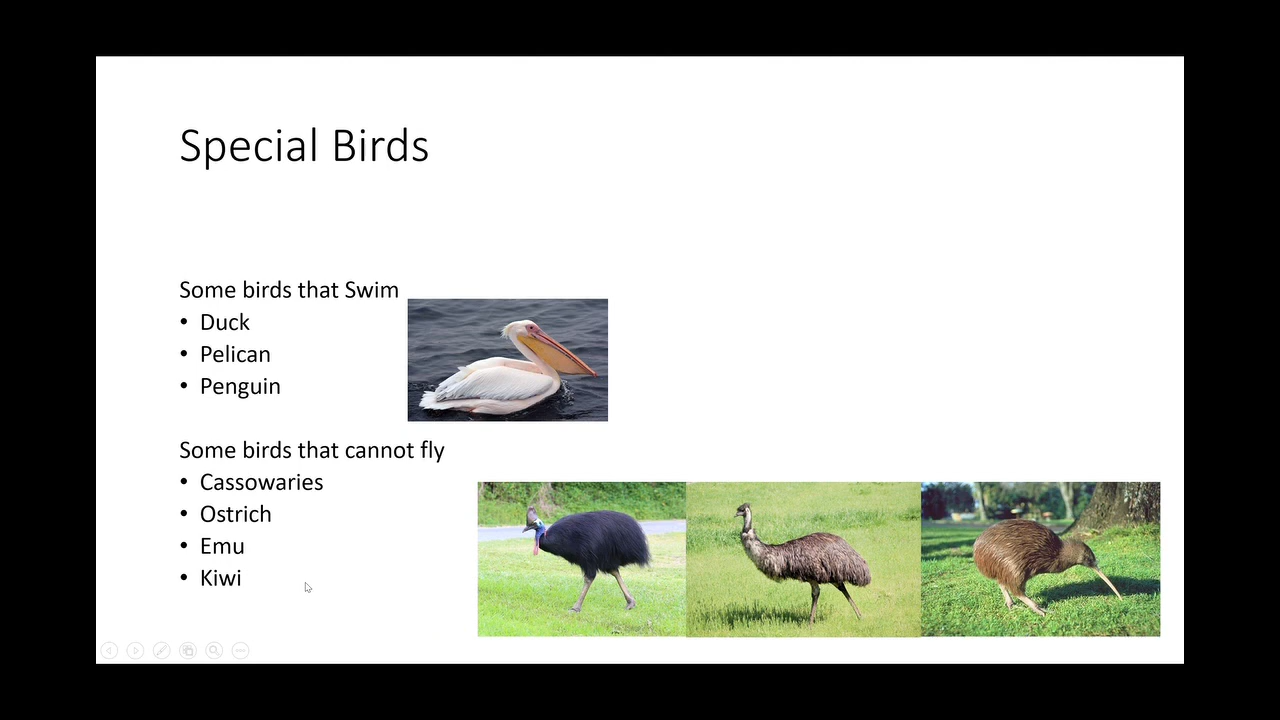 Special Birds
Some birds that Swim
• Duck
• Pelican
• Penguin
Some birds that cannot fly
• Cassowaries
• Ostrich
• Emu
• Kiwi